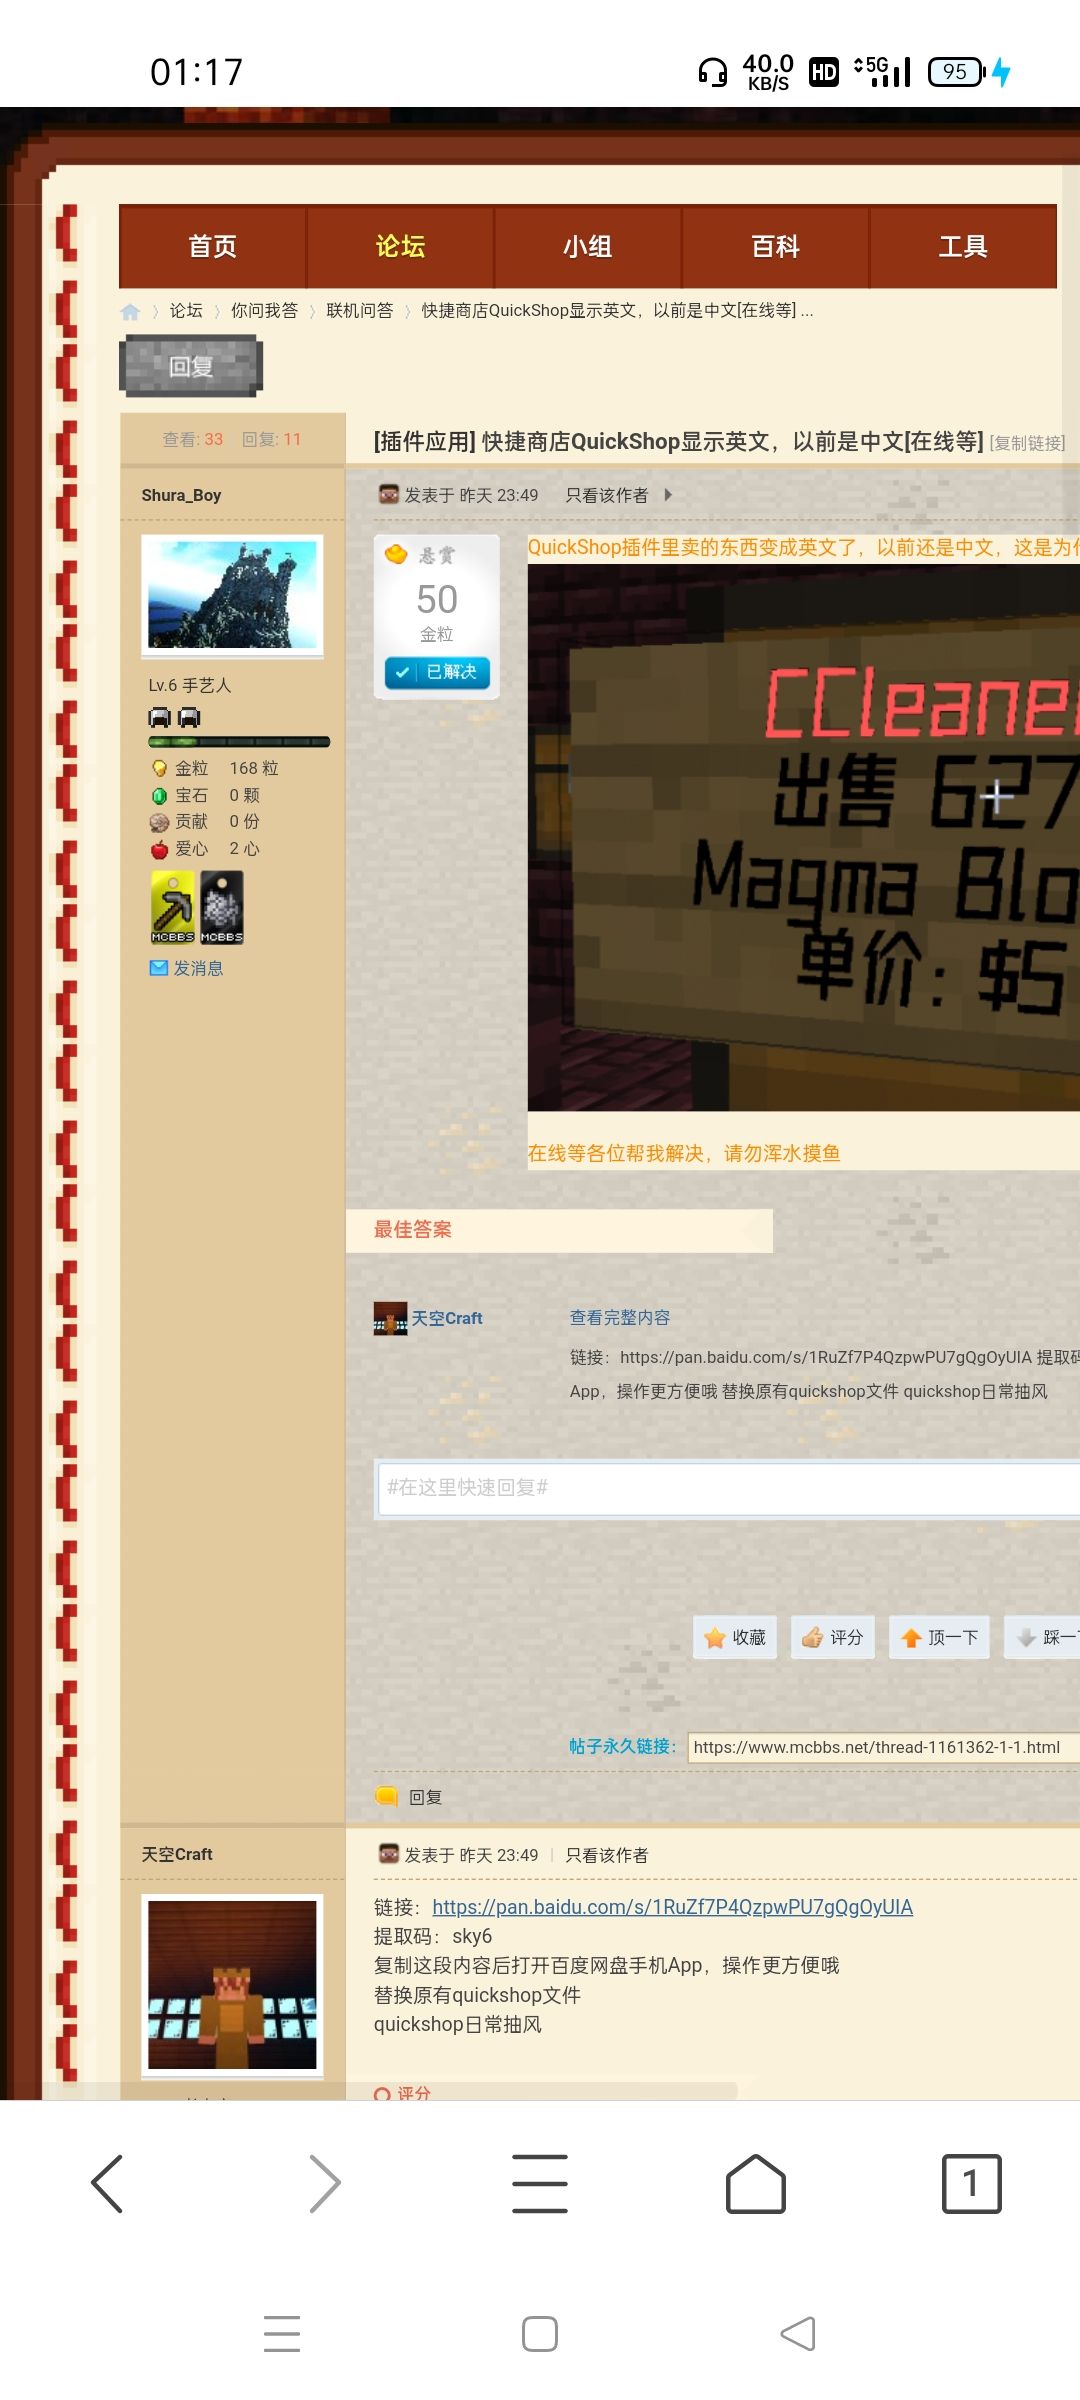 01:17
40.0 KB/S HD 5G 95
首页 论坛 小组 百科 工具
论坛 你问我答 联机问答 快捷商店QuickShop显示英文，以前是中文[在线等] ...
回复
查看: 33 回复: 11
[插件应用] 快捷商店QuickShop显示英文，以前是中文[在线等] [复制链接]
Shura_Boy
发表于 昨天 23:49 只看该作者
悬赏
50
金粒
已解决
QuickShop插件里卖的东西变成英文了，以前还是中文，这是为
CCleane
出售 627
Magma Blo
单价: $5
Lv.6 手艺人
金粒 168 粒
宝石 0 颗
贡献 0 份
爱心 2 心
MCBBS MCBBS
发消息
在线等各位帮我解决，请勿浑水摸鱼
最佳答案
天空Craft
查看完整内容
链接：https://pan.baidu.com/s/1RuZf7P4QzpwPU7gQgOyUIA 提取码
App，操作更方便哦 替换原有quickshop文件 quickshop日常抽风
#在这里快速回复#
收藏 评分 顶一下 踩一下
帖子永久链接: https://www.mcbbs.net/thread-1161362-1-1.html
回复
天空Craft
发表于 昨天 23:49 只看该作者
链接：https://pan.baidu.com/s/1RuZf7P4QzpwPU7gQgOyUIA
提取码：sky6
复制这段内容后打开百度网盘手机App，操作更方便哦
替换原有quickshop文件
quickshop日常抽风
评分
1